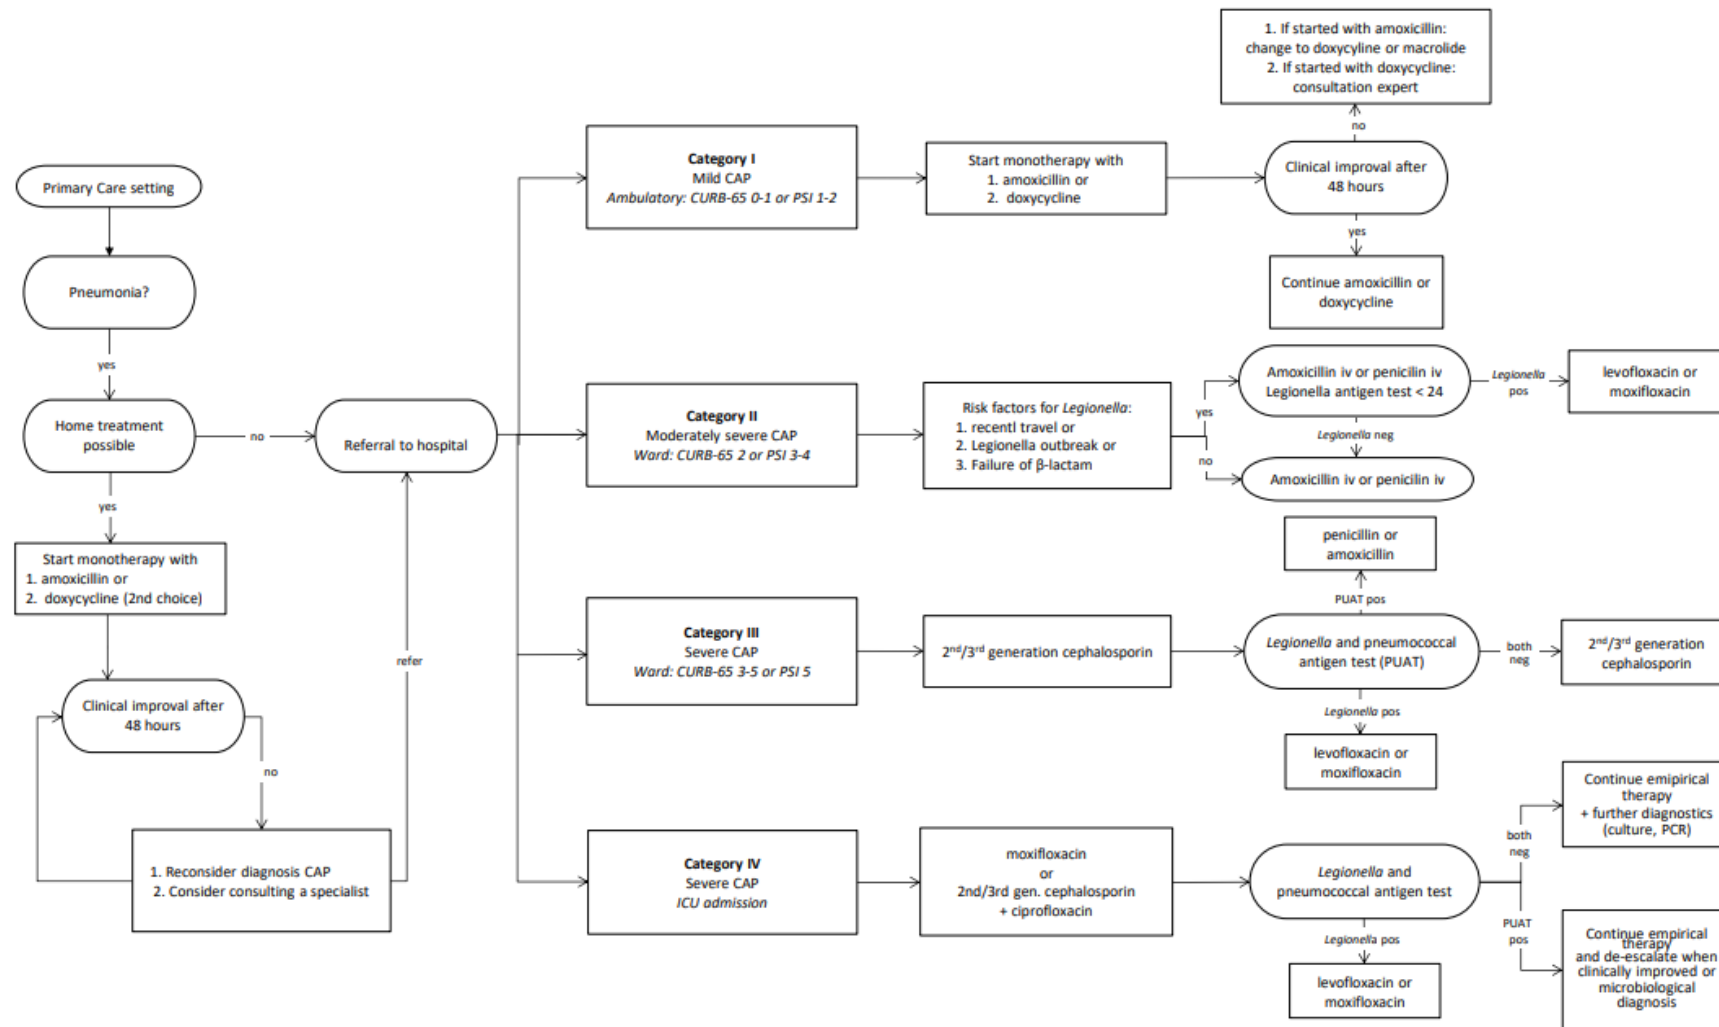 Primary Care setting
Pneumonia?
yes
Home treatment
possible
no
Referral to hospital
yes
Start monotherapy with
1. amoxicillin or
2. doxycycline (2nd choice)
Clinical improval after
48 hours
no
1. Reconsider diagnosis CAP
2. Consider consulting a specialist
refer
Category I
Mild CAP
Ambulatory: CURB-65 0-1 or PSI 1-2
Start monotherapy with
1. amoxicillin or
2. doxycycline
Clinical improval after
48 hours
no
1. If started with amoxicillin:
change to doxycyline or macrolide
2. If started with doxycycline:
consultation expert
yes
Continue amoxicillin or
doxycycline
Category II
Moderately severe CAP
Ward: CURB-65 2 or PSI 3-4
Risk factors for Legionella:
1. recentl travel or
2. Legionella outbreak or
3. Failure of β-lactam
yes
no
Amoxicillin iv or penicilin iv
Legionella antigen test < 24
Legionella
pos
levofloxacin or
moxifloxacin
Legionella neg
Amoxicillin iv or penicilin iv
Category III
Severe CAP
Ward: CURB-65 3-5 or PSI 5
2nd/3rd generation cephalosporin
Legionella and pneumococcal
antigen test (PUAT)
PUAT pos
penicillin or
amoxicillin
both
neg
2nd/3rd generation
cephalosporin
Legionella pos
levofloxacin or
moxifloxacin
Category IV
Severe CAP
ICU admission
moxifloxacin
or
2nd/3rd gen. cephalosporin
+ ciprofloxacin
Legionella and
pneumococcal antigen test
Legionella pos
levofloxacin or
moxifloxacin
both
neg
Continue emipirical
therapy
+ further diagnostics
(culture, PCR)
PUAT
pos
Continue empirical
therapy
and de-escalate when
clinically improved or
microbiological
diagnosis